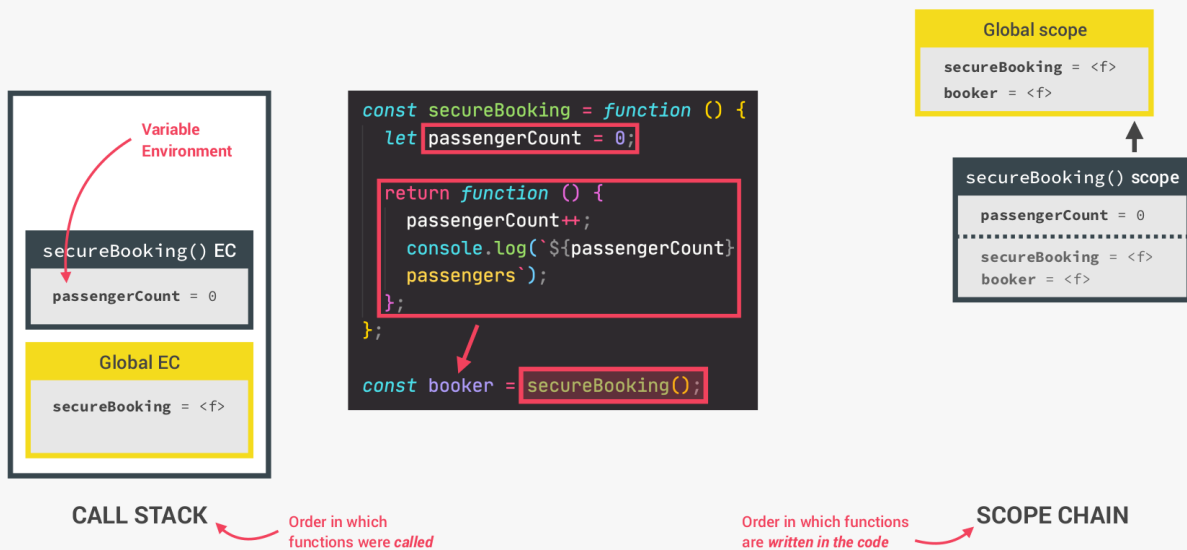 Variable
Environment
secureBooking() EC
passengerCount = 0
Global EC
secureBooking = <f>
CALL STACK
Order in which
functions were called
const secureBooking = function () {
let passengerCount = 0;
return function () {
passengerCount++;
console.log(`${passengerCount}
passengers`);
};
};
const booker = secureBooking();
Global scope
secureBooking = <f>
booker = <f>
secureBooking() scope
passengerCount = 0
secureBooking = <f>
booker = <f>
Order in which functions
are written in the code
SCOPE CHAIN